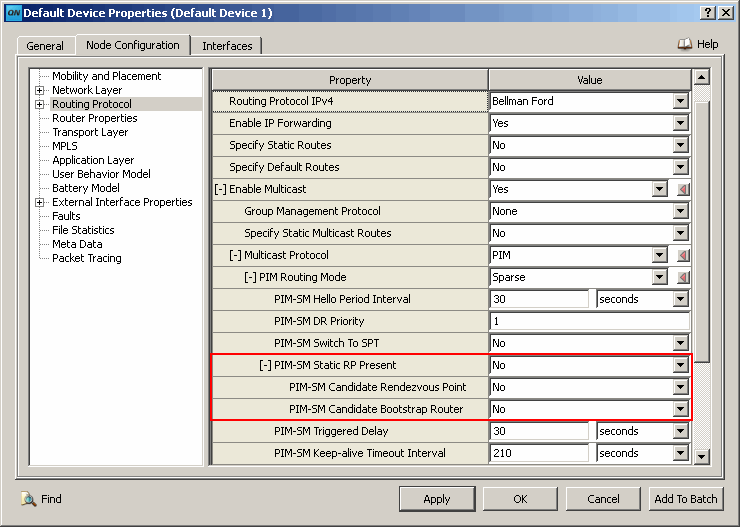 QN Default Device Properties (Default Device 1)
General Node Configuration Interfaces Help
Mobility and Placement
Network Layer
Routing Protocol
Router Properties
Transport Layer
MPLS
Application Layer
User Behavior Model
Battery Model
External Interface Properties
Faults
File Statistics
Meta Data
Packet Tracing
Property Value
Routing Protocol IPv4 Bellman Ford
Enable IP Forwarding Yes
Specify Static Routes No
Specify Default Routes No
[-] Enable Multicast Yes
Group Management Protocol None
Specify Static Multicast Routes No
[-] Multicast Protocol PIM
[-] PIM Routing Mode Sparse
PIM-SM Hello Period Interval 30 seconds
PIM-SM DR Priority 1
PIM-SM Switch To SPT No
[-] PIM-SM Static RP Present No
PIM-SM Candidate Rendezvous Point No
PIM-SM Candidate Bootstrap Router No
PIM-SM Triggered Delay 30 seconds
PIM-SM Keep-alive Timeout Interval 210 seconds
Find Apply OK Cancel Add To Batch